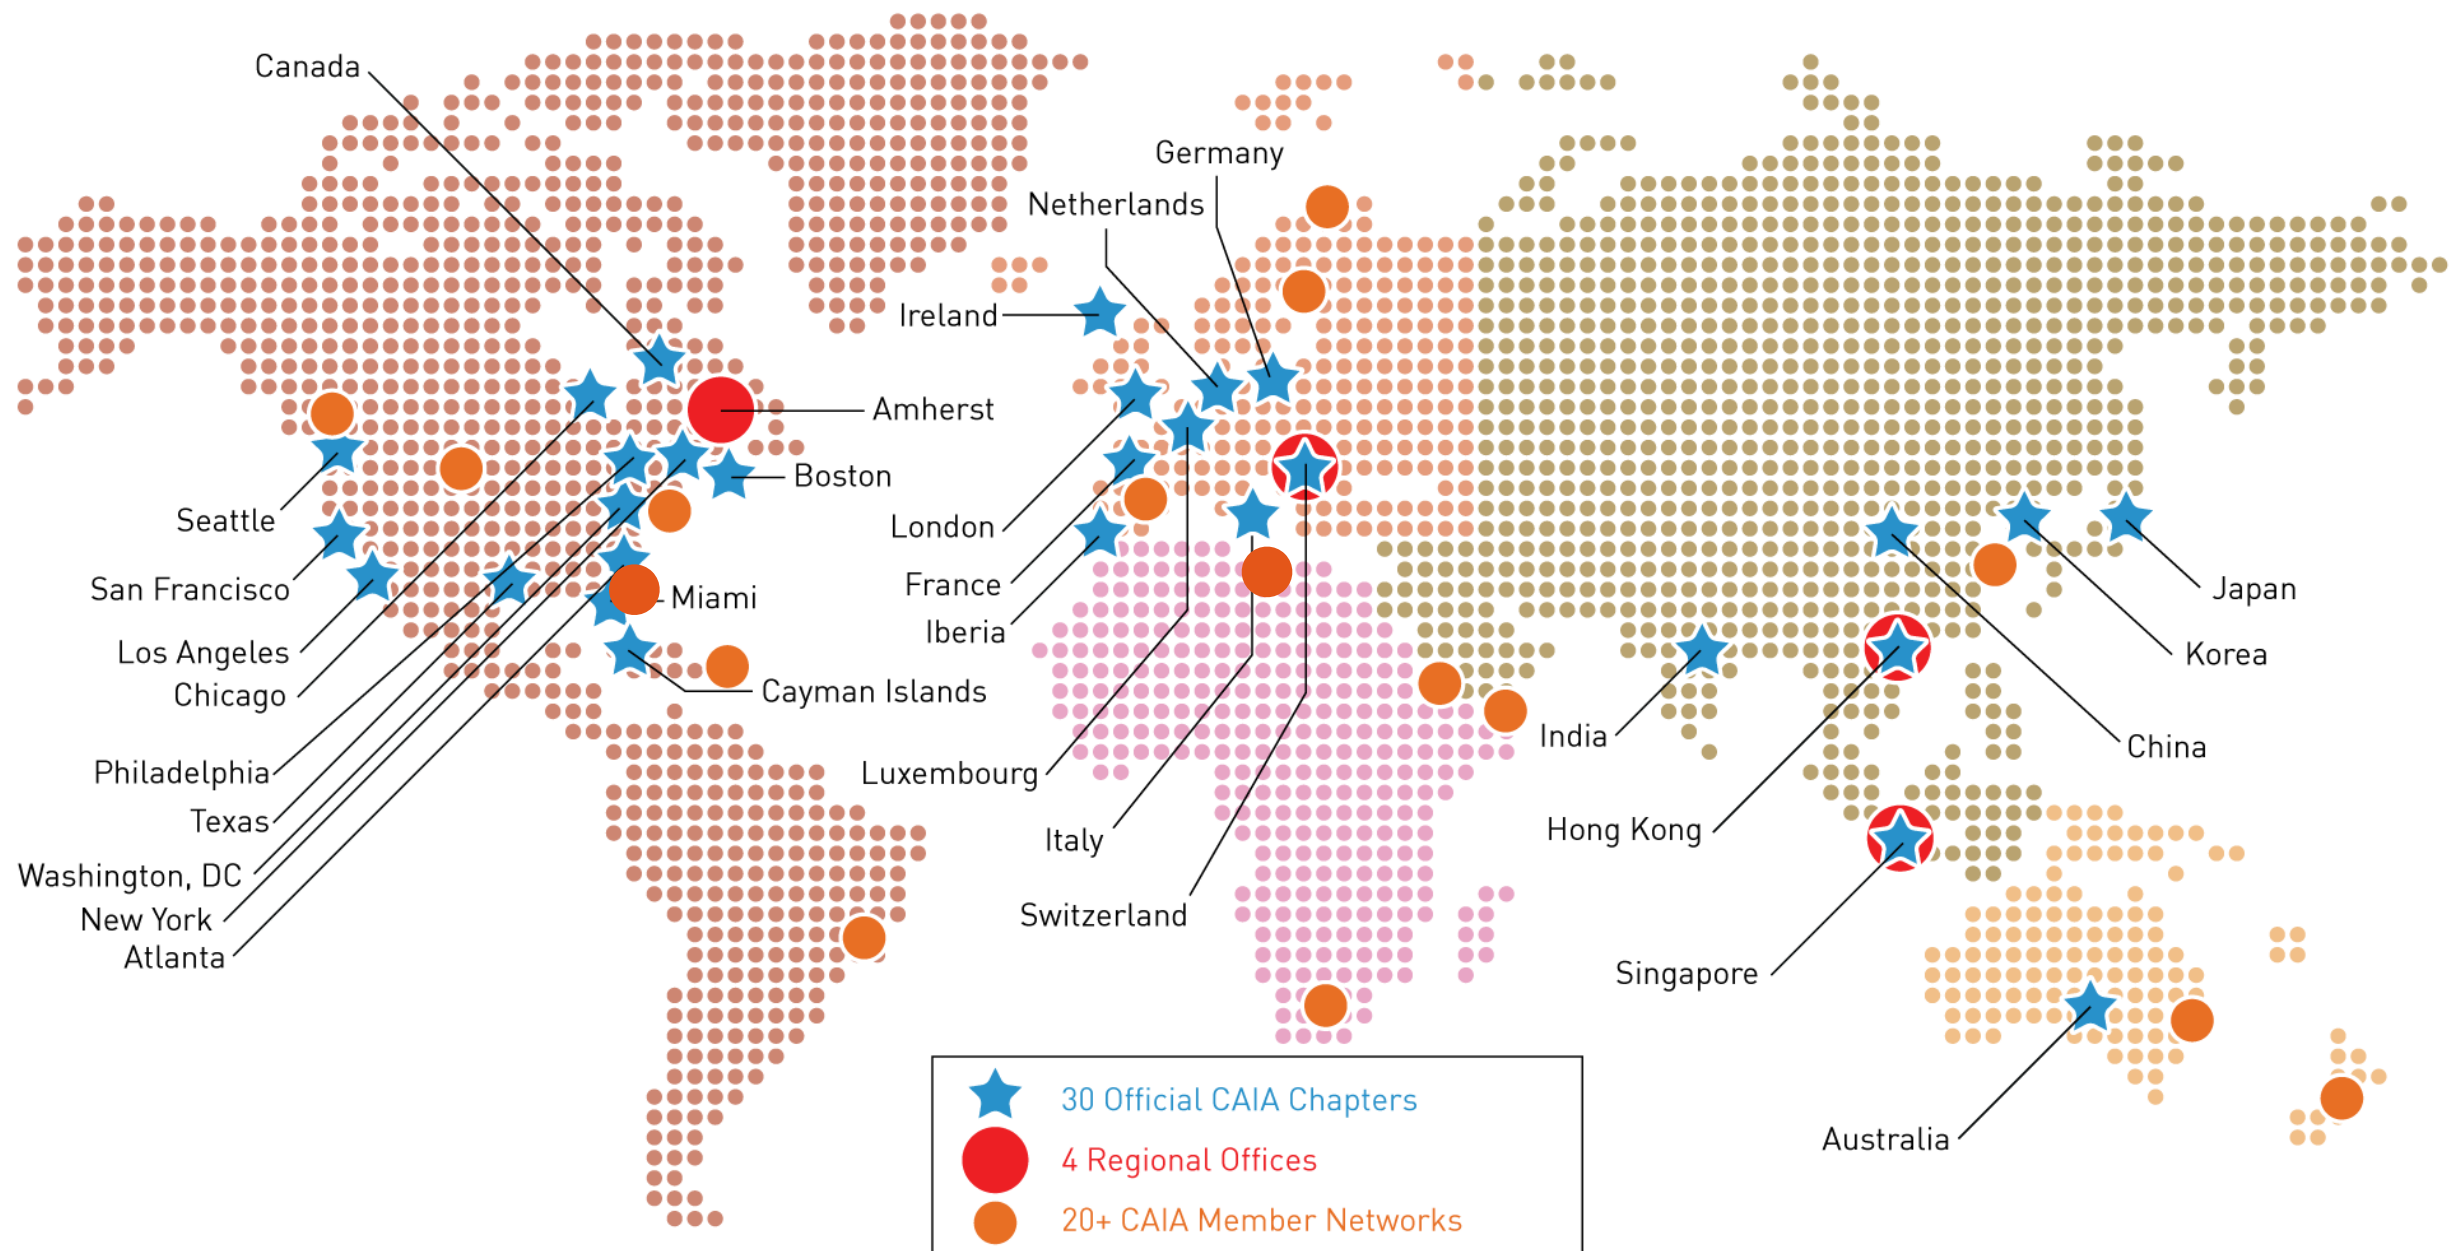 Canada
Germany
Netherlands
Ireland
Amherst
Boston
Seattle
London
San Francisco
France
Miami
Japan
Iberia
Los Angeles
Korea
Chicago
Cayman Islands
India
China
Philadelphia
Luxembourg
Texas
Hong Kong
Italy
Washington, DC
New York
Switzerland
Atlanta
Singapore
Australia
30 Official CAIA Chapters
4 Regional Offices
20+ CAIA Member Networks